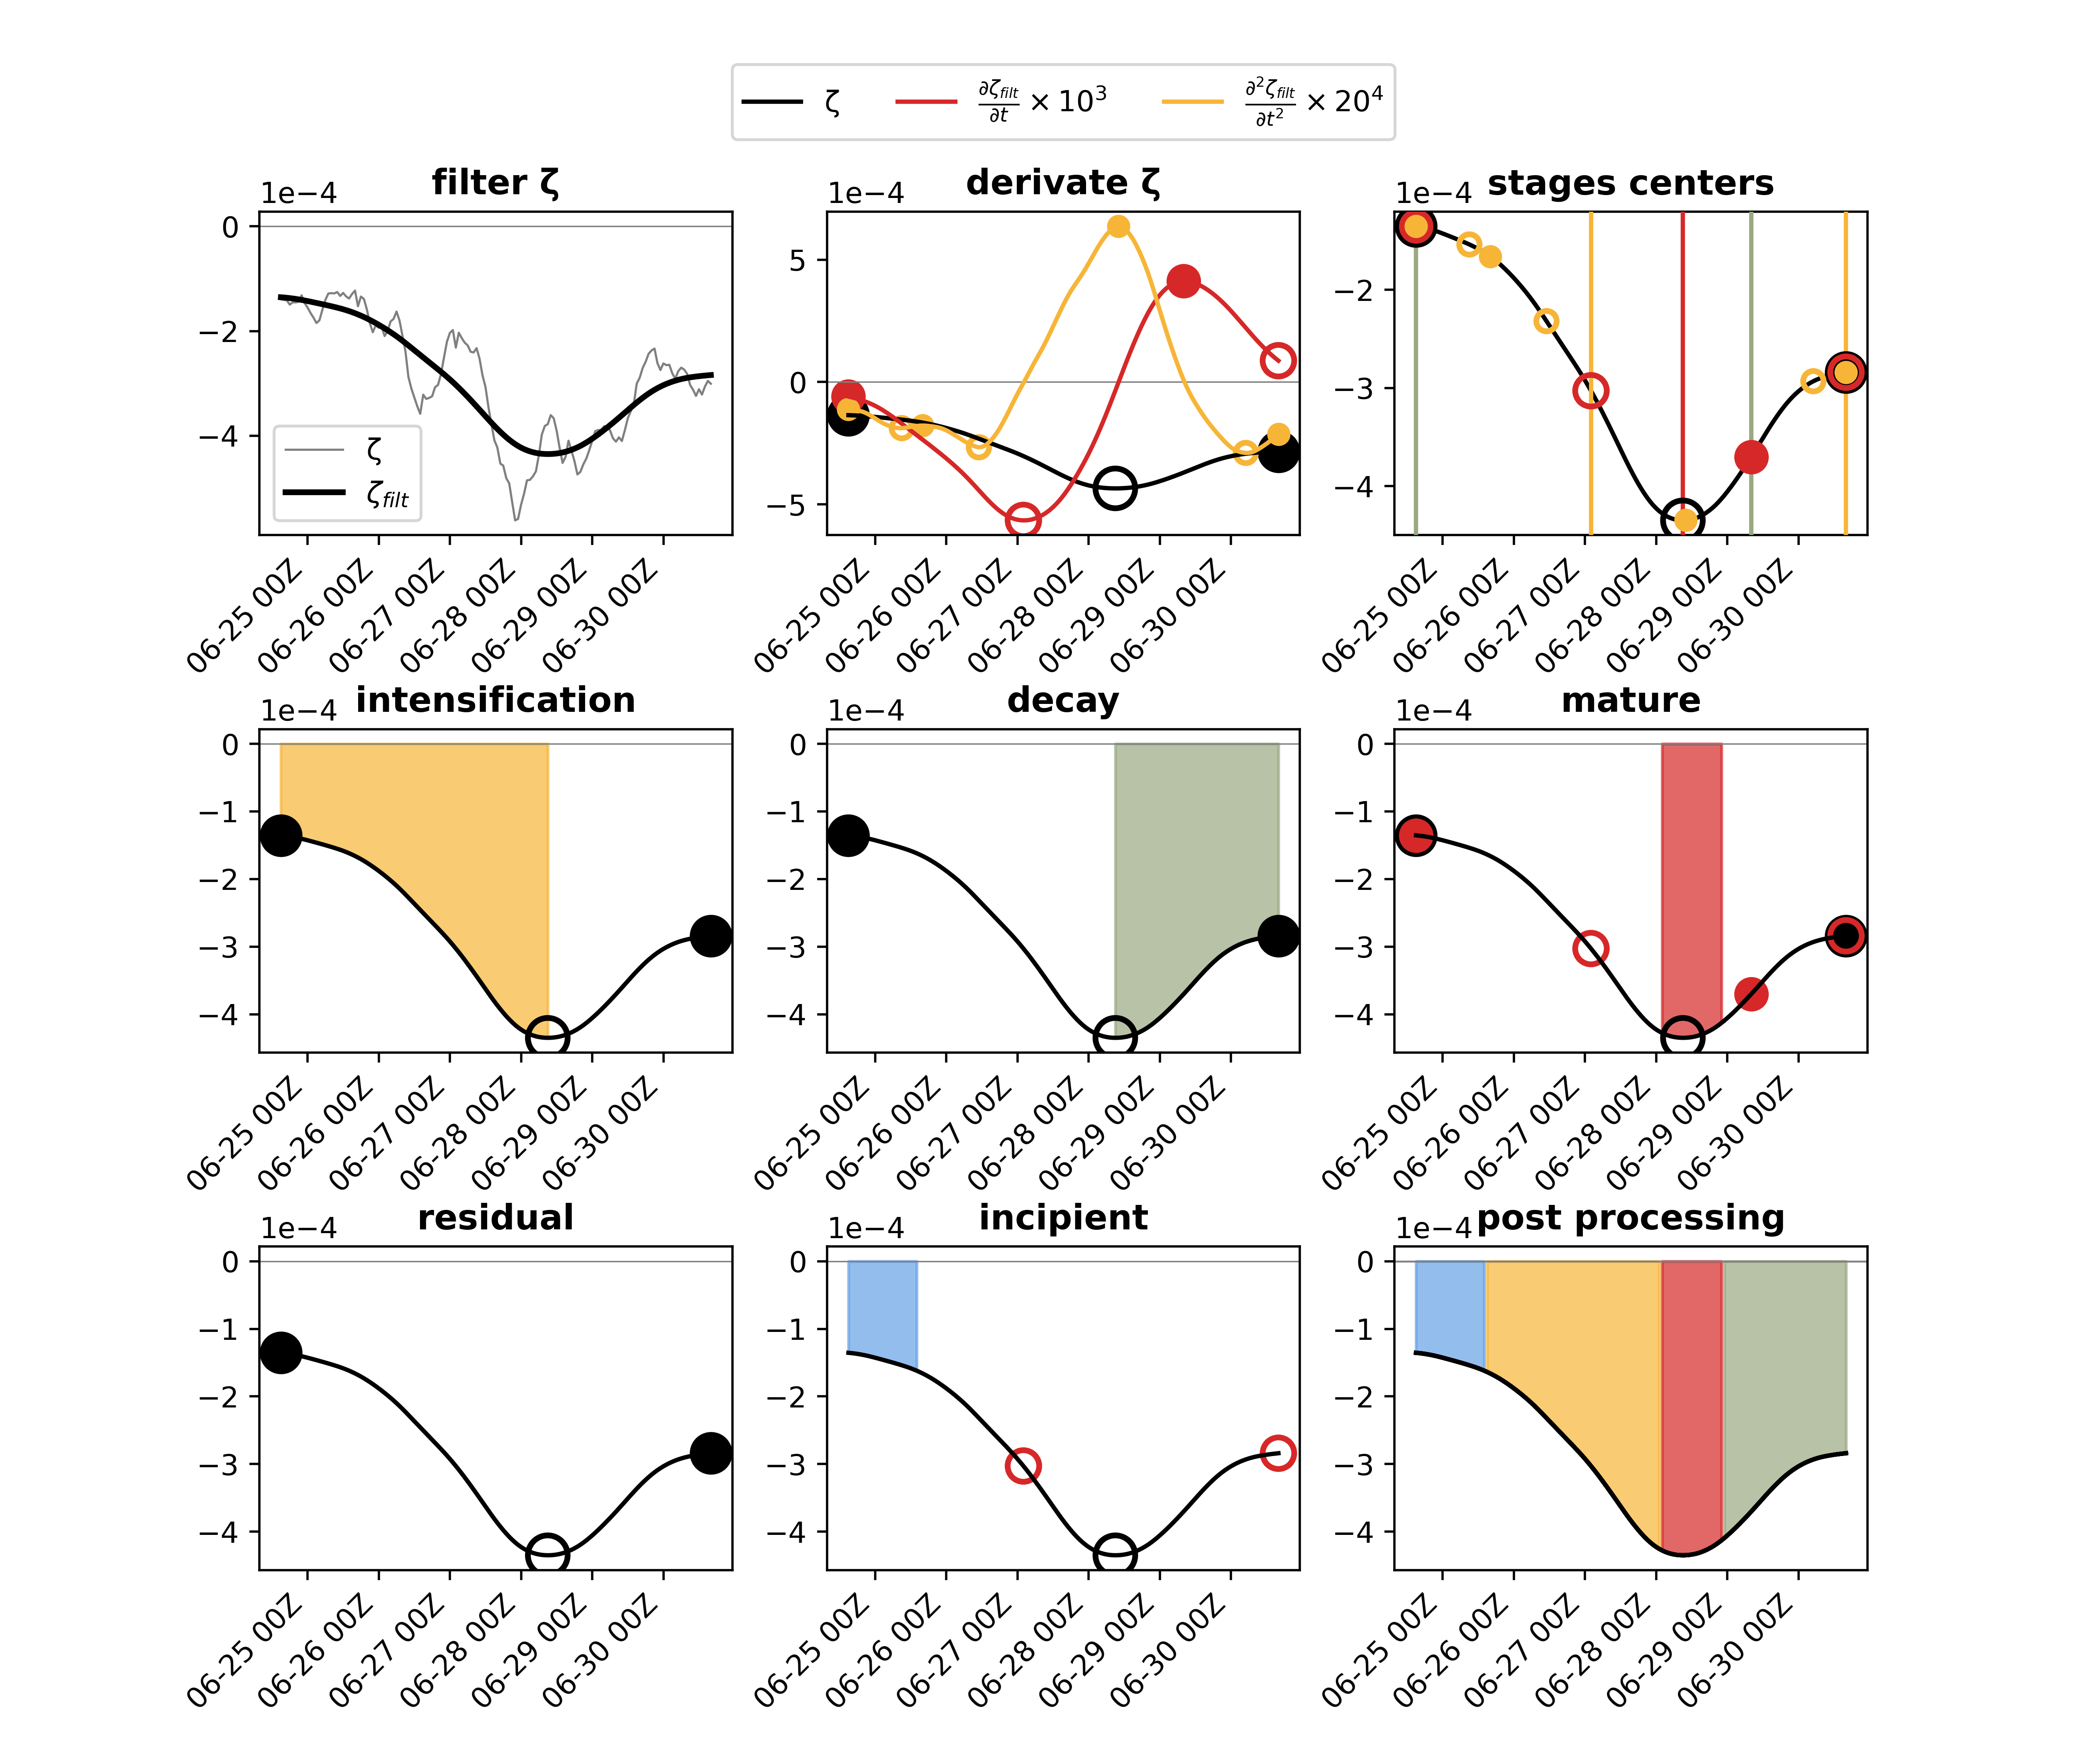 ζ ∂ζfilt/∂t × 10³ ∂²ζfilt/∂t² × 20⁴
filter ζ
1e−4
0
−2
−4
ζ
ζfilt
06-25 00Z
06-26 00Z
06-27 00Z
06-28 00Z
06-29 00Z
06-30 00Z
derivate ζ
1e−4
5
0
−5
06-25 00Z
06-26 00Z
06-27 00Z
06-28 00Z
06-29 00Z
06-30 00Z
stages centers
1e−4
−2
−3
−4
06-25 00Z
06-26 00Z
06-27 00Z
06-28 00Z
06-29 00Z
06-30 00Z
intensification
1e−4
0
−1
−2
−3
−4
06-25 00Z
06-26 00Z
06-27 00Z
06-28 00Z
06-29 00Z
06-30 00Z
decay
1e−4
0
−1
−2
−3
−4
06-25 00Z
06-26 00Z
06-27 00Z
06-28 00Z
06-29 00Z
06-30 00Z
mature
1e−4
0
−1
−2
−3
−4
06-25 00Z
06-26 00Z
06-27 00Z
06-28 00Z
06-29 00Z
06-30 00Z
residual
1e−4
0
−1
−2
−3
−4
06-25 00Z
06-26 00Z
06-27 00Z
06-28 00Z
06-29 00Z
06-30 00Z
incipient
1e−4
0
−1
−2
−3
−4
06-25 00Z
06-26 00Z
06-27 00Z
06-28 00Z
06-29 00Z
06-30 00Z
post processing
1e−4
0
−1
−2
−3
−4
06-25 00Z
06-26 00Z
06-27 00Z
06-28 00Z
06-29 00Z
06-30 00Z